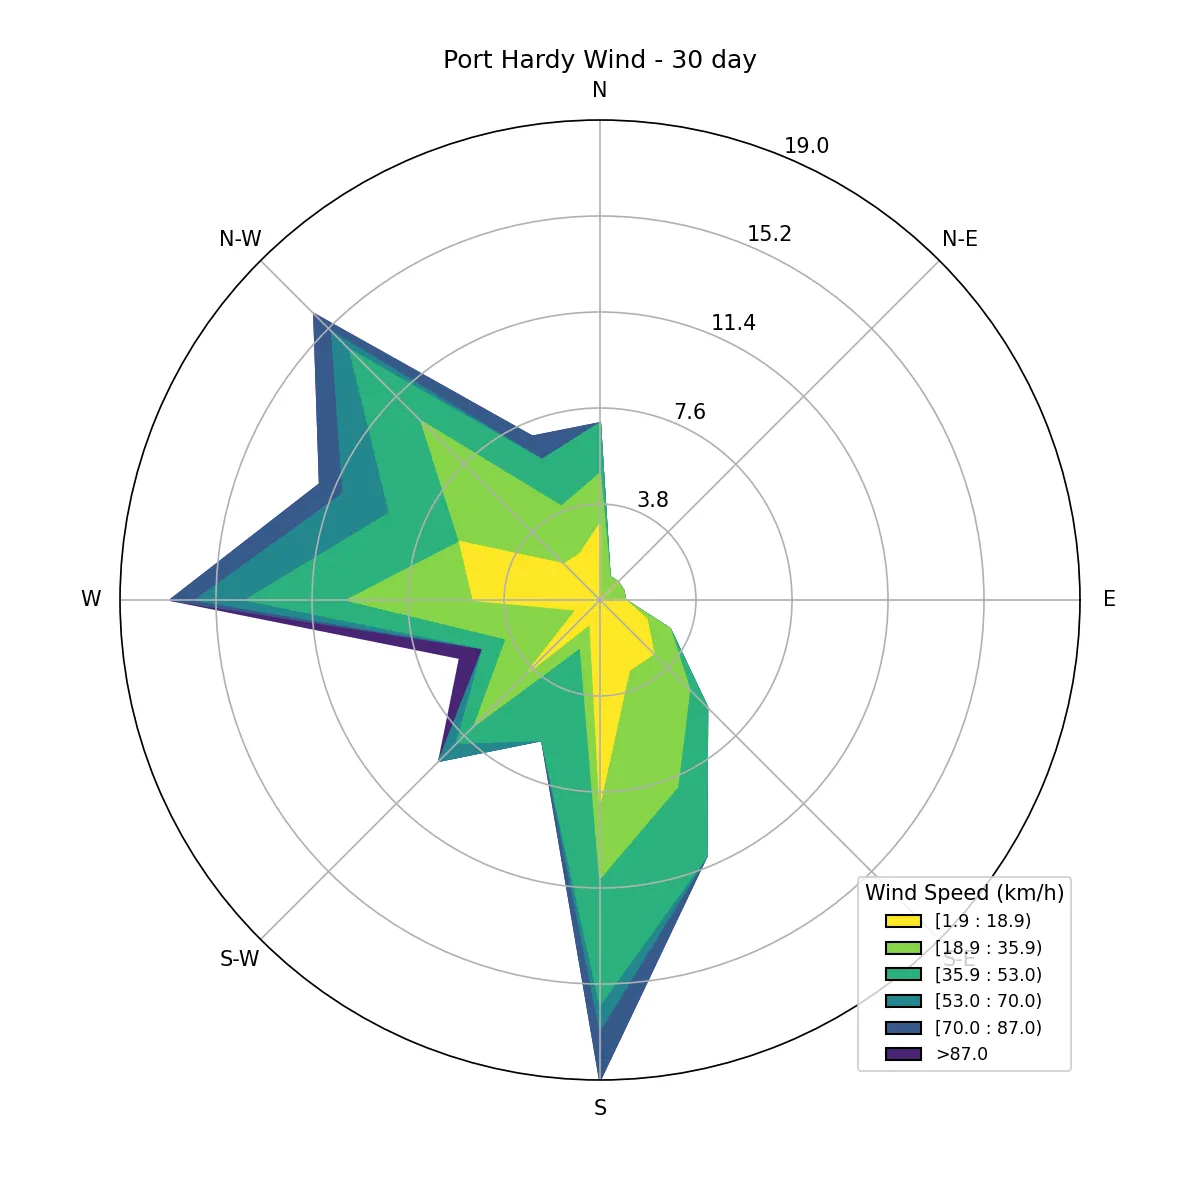 Port Hardy Wind - 30 day
N
19.0
15.2
N-W
N-E
11.4
7.6
3.8
W
E
Wind Speed (km/h)
[1.9 : 18.9)
[18.9 : 35.9)
S-W
S-E
[35.9 : 53.0)
[53.0 : 70.0)
[70.0 : 87.0)
>87.0
S